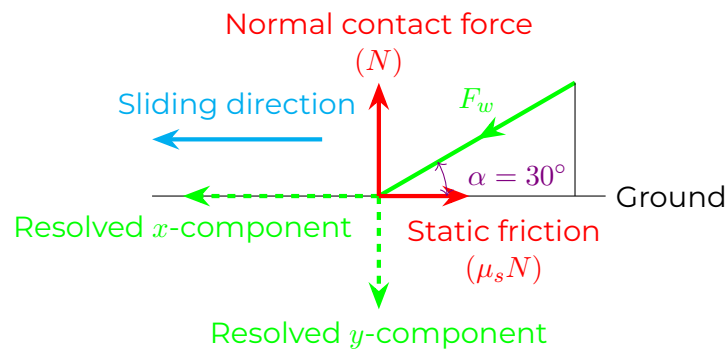 Normal contact force
(N)
Sliding direction
F_w
α = 30°
Ground
Resolved x-component
Static friction
(μ_sN)
Resolved y-component